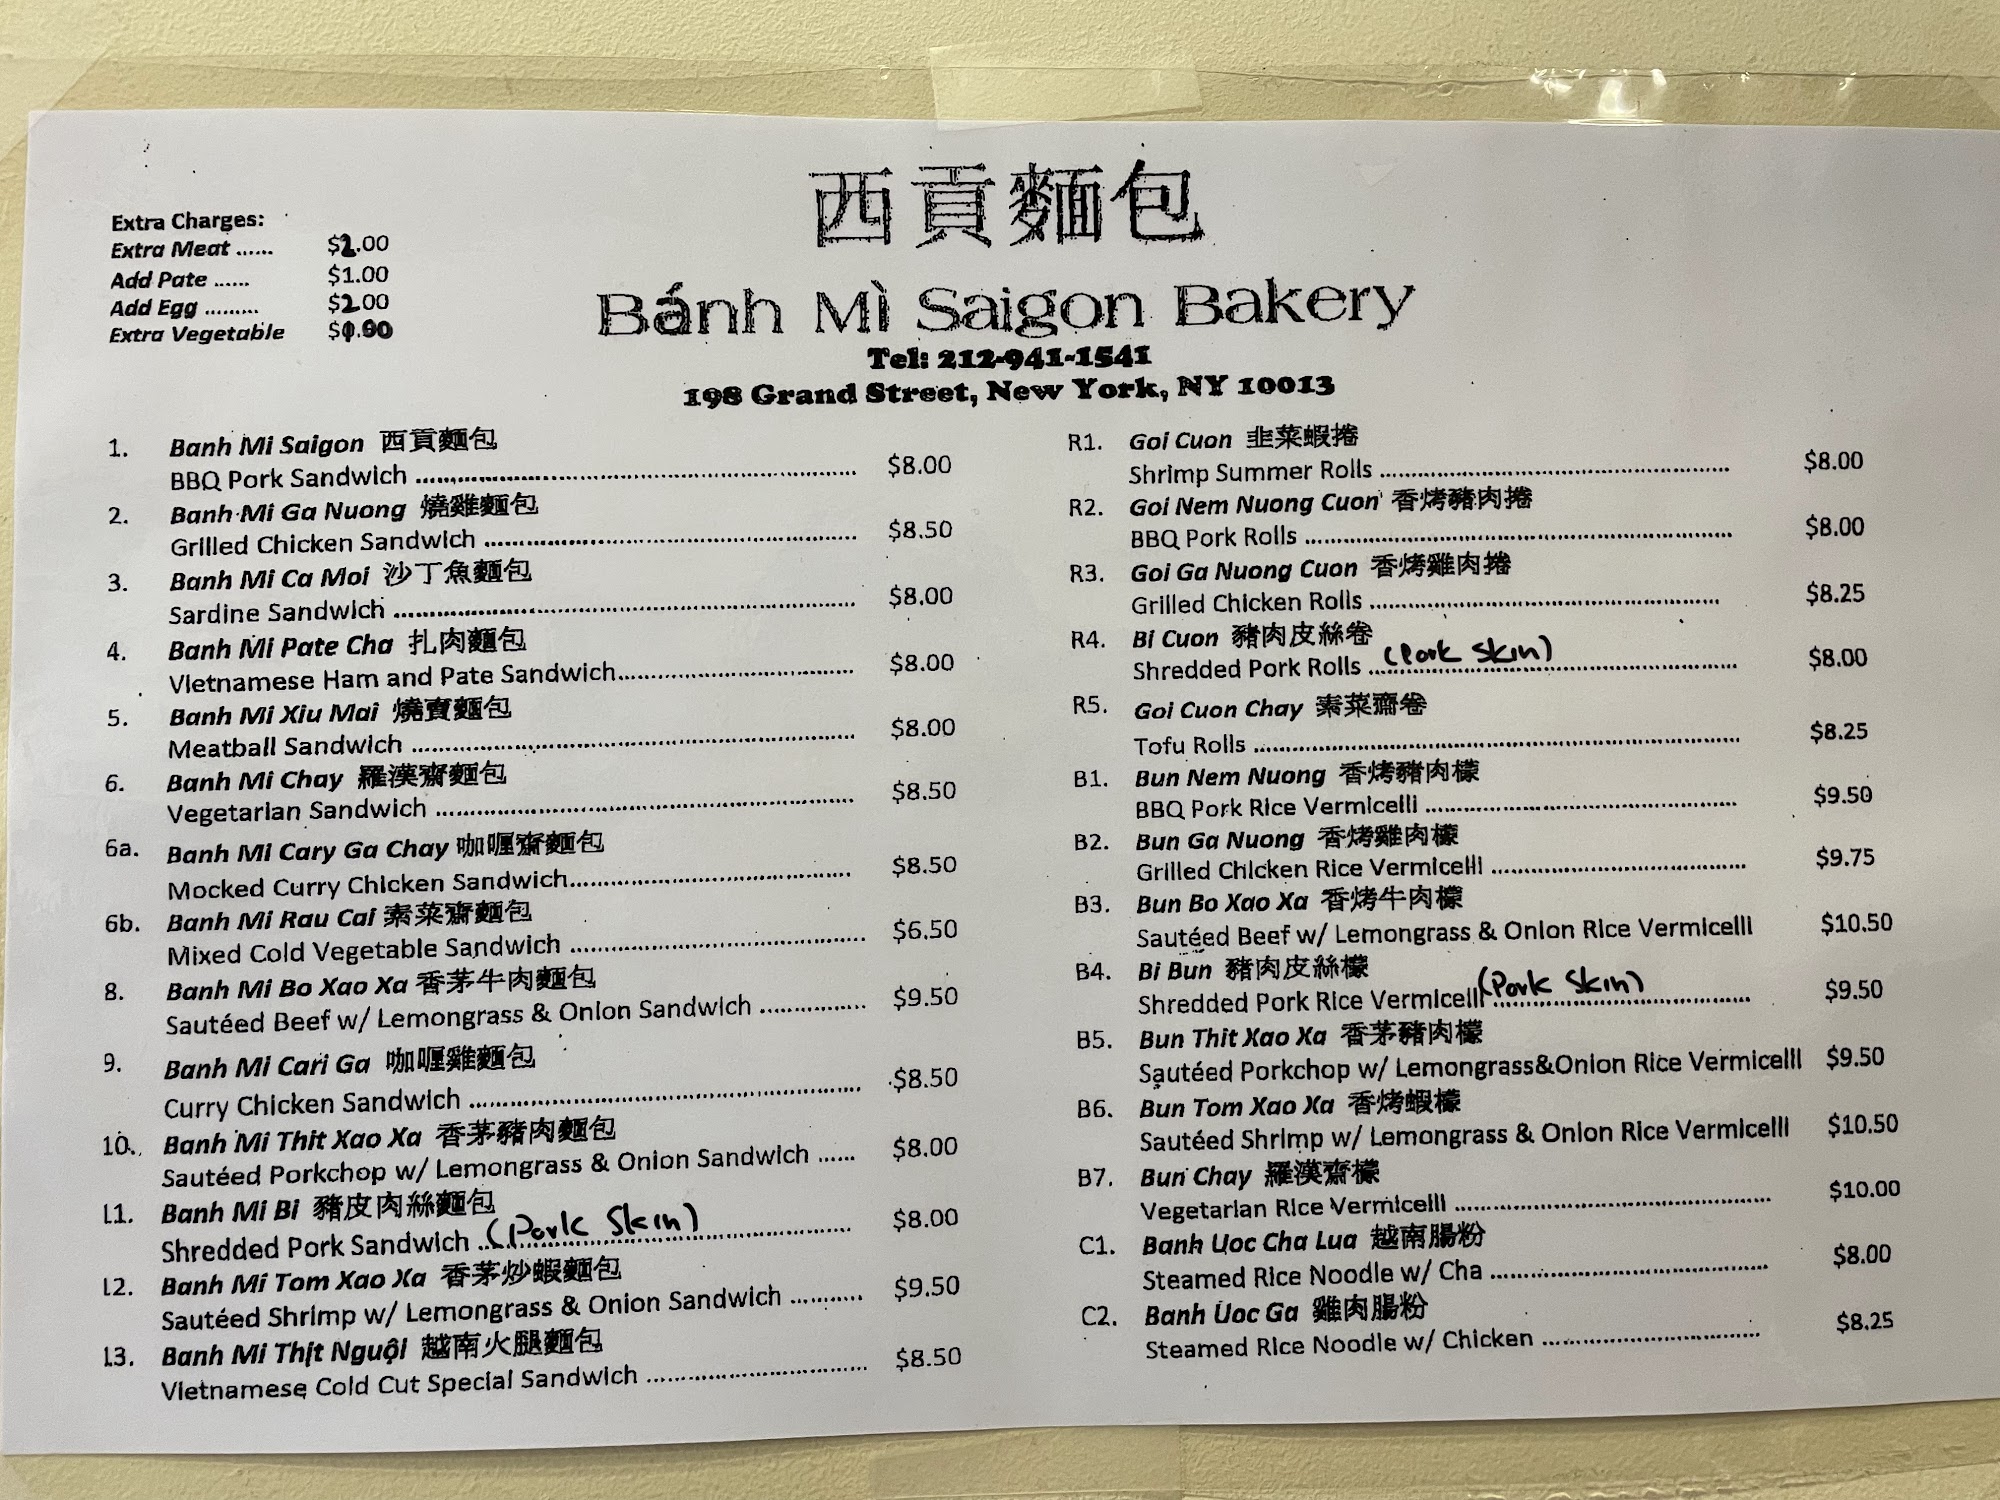 西貢麵包
Bánh Mì Saigon Bakery
Tel: 212-941-1541
198 Grand Street, New York, NY 10013
Extra Charges:
Extra Meat ...... $2.00
Add Pate ...... $1.00
Add Egg ......... $2.00
Extra Vegetable
1. Banh Mi Saigon 西貢麵包
BBQ Pork Sandwich $8.00
2. Banh Mi Ga Nuong 燒雞麵包
Grilled Chicken Sandwich $8.50
3. Banh Mi Ca Moi 沙丁魚麵包
Sardine Sandwich $8.00
4. Banh Mi Pate Cha 扎肉麵包
Vietnamese Ham and Pate Sandwich $8.00
5. Banh Mi Xiu Mai 燒賣麵包
Meatball Sandwich $8.00
6. Banh Mi Chay 羅漢齋麵包
Vegetarian Sandwich $8.50
6a. Banh Mi Cary Ga Chay 咖喱齋麵包
Mocked Curry Chicken Sandwich $8.50
6b. Banh Mi Rau Cai 素菜齋麵包
Mixed Cold Vegetable Sandwich $6.50
8. Banh Mi Bo Xao Xa 香茅牛肉麵包
Sautéed Beef w/ Lemongrass & Onion Sandwich $9.50
9. Banh Mi Cari Ga 咖喱雞麵包
Curry Chicken Sandwich $8.50
10. Banh Mi Thit Xao Xa 香茅豬肉麵包
Sautéed Porkchop w/ Lemongrass & Onion Sandwich $8.00
11. Banh Mi Bi 豬皮肉絲麵包
Shredded Pork Sandwich (Pork Skin) $8.00
12. Banh Mi Tom Xao Xa 香茅炒蝦麵包
Sautéed Shrimp w/ Lemongrass & Onion Sandwich $9.50
13. Banh Mi Thịt Nguội 越南火腿麵包
Vietnamese Cold Cut Special Sandwich $8.50
R1. Goi Cuon 韭菜蝦捲
Shrimp Summer Rolls $8.00
R2. Goi Nem Nuong Cuon 香烤豬肉捲
BBQ Pork Rolls $8.00
R3. Goi Ga Nuong Cuon 香烤雞肉捲
Grilled Chicken Rolls $8.25
R4. Bi Cuon 豬肉皮絲卷
Shredded Pork Rolls (Pork Skin) $8.00
R5. Goi Cuon Chay 素菜齋卷
Tofu Rolls $8.25
B1. Bun Nem Nuong 香烤豬肉檬
BBQ Pork Rice Vermicelli $9.50
B2. Bun Ga Nuong 香烤雞肉檬
Grilled Chicken Rice Vermicelli $9.75
B3. Bun Bo Xao Xa 香烤牛肉檬
Sautéed Beef w/ Lemongrass & Onion Rice Vermicelli $10.50
B4. Bi Bun 豬肉皮絲檬
Shredded Pork Rice Vermicelli (Pork Skin) $9.50
B5. Bun Thit Xao Xa 香茅豬肉檬
Sautéed Porkchop w/ Lemongrass&Onion Rice Vermicelli $9.50
B6. Bun Tom Xao Xa 香烤蝦檬
Sautéed Shrimp w/ Lemongrass & Onion Rice Vermicelli $10.50
B7. Bun Chay 羅漢齋檬
Vegetarian Rice Vermicelli $10.00
C1. Banh Uoc Cha Lua 越南腸粉
Steamed Rice Noodle w/ Cha $8.00
C2. Banh Uoc Ga 雞肉腸粉
Steamed Rice Noodle w/ Chicken $8.25